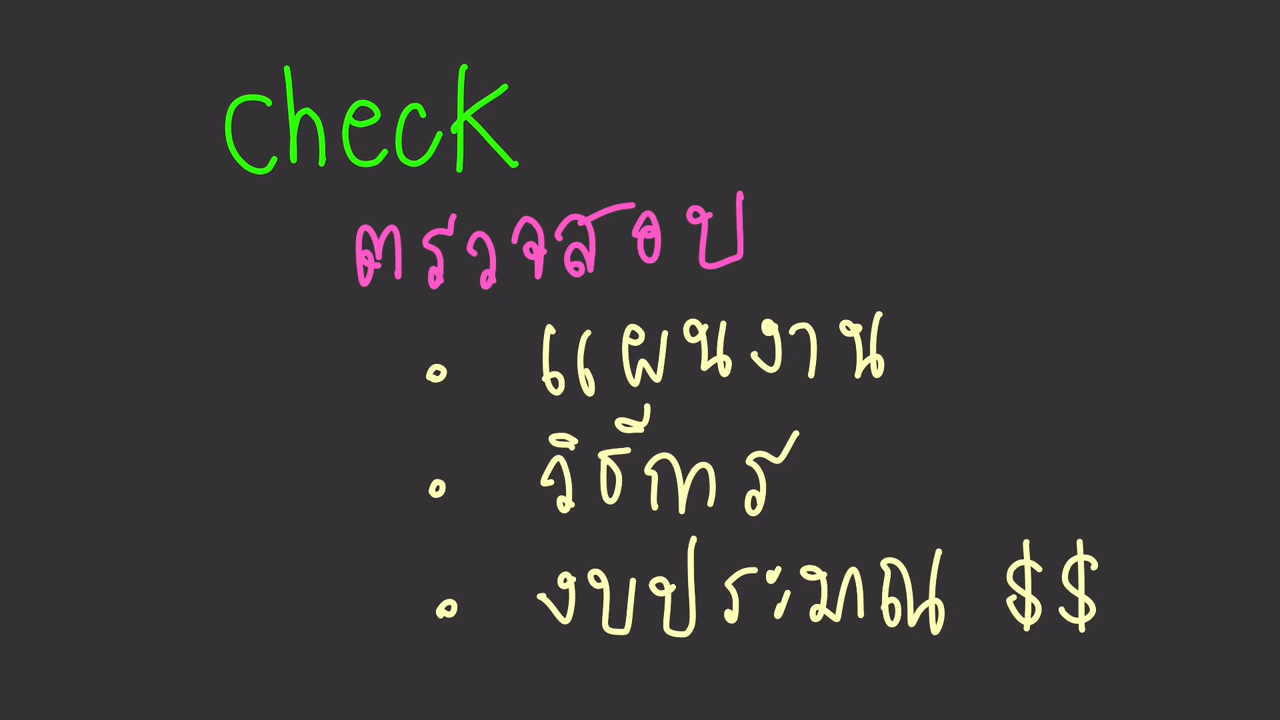 check
ตรวจสอบ
• แผนงาน
• วิธีการ
• งบประมาณ $$